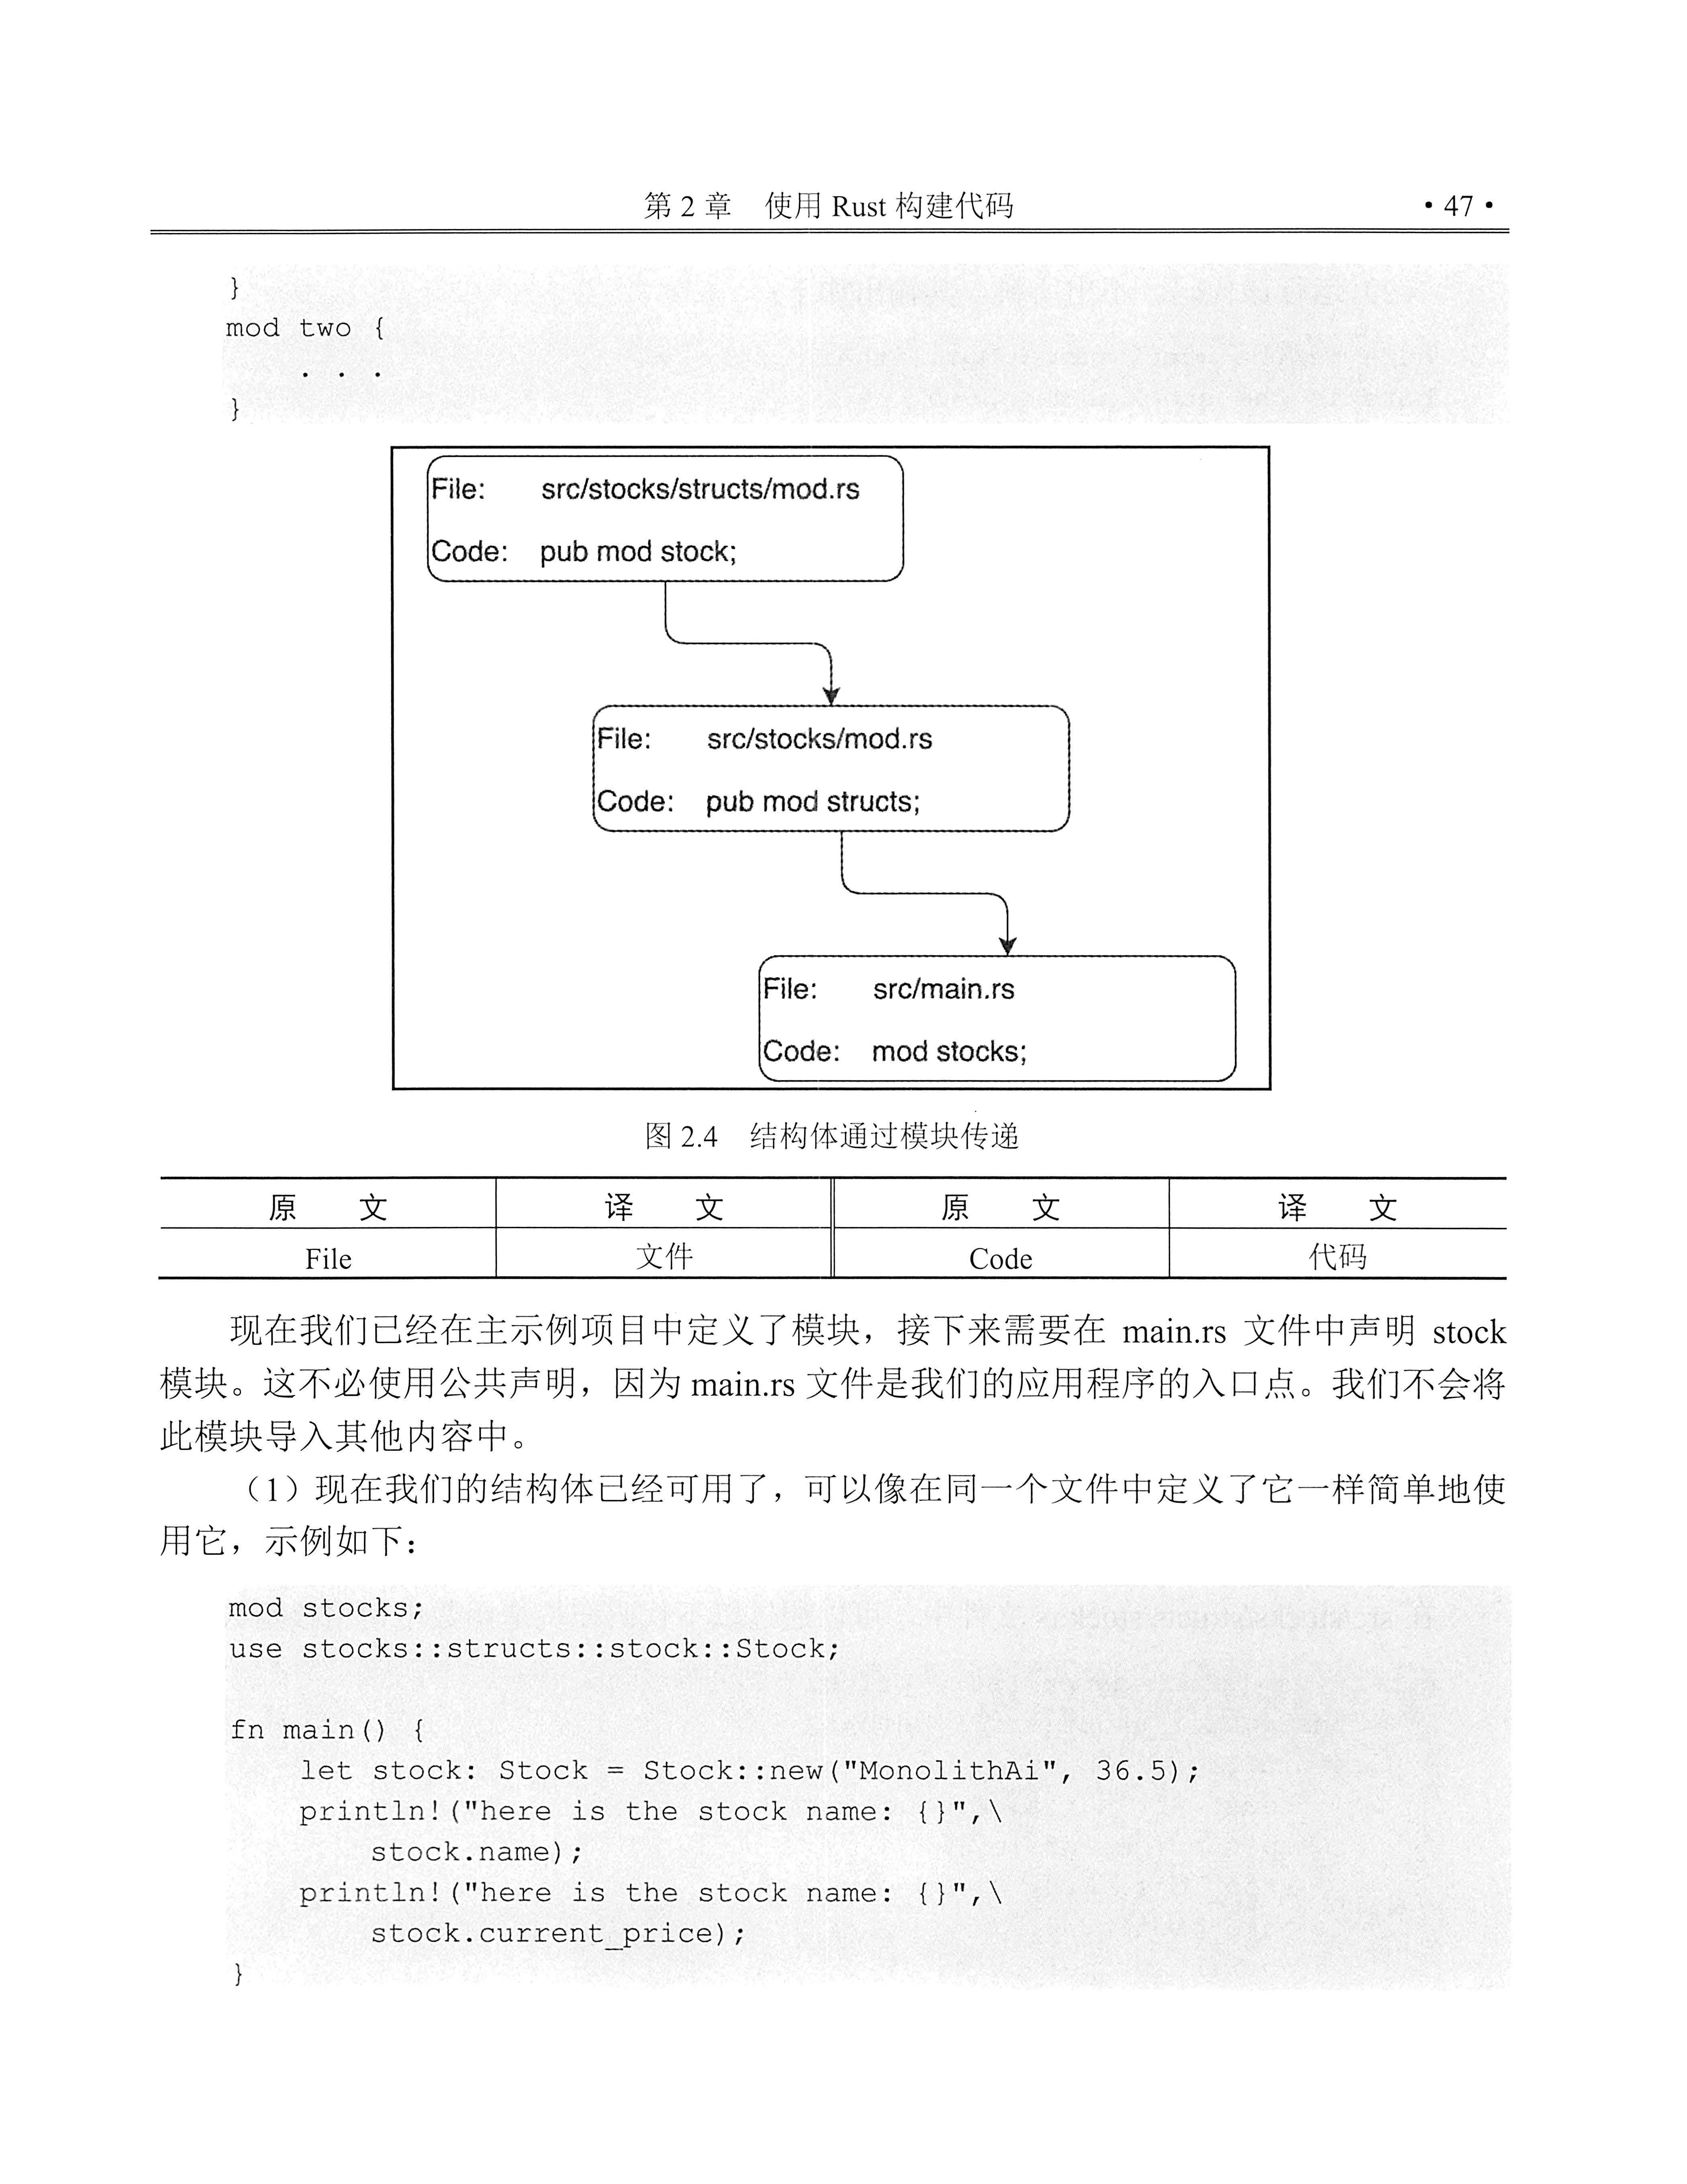 第 2 章　使用 Rust 构建代码　• 47 •
}
mod two {
    . . .
}
File:　src/stocks/structs/mod.rs
Code:　pub mod stock;
File:　src/stocks/mod.rs
Code:　pub mod structs;
File:　src/main.rs
Code:　mod stocks;
图 2.4　结构体通过模块传递
原　文　译　文　原　文　译　文
File　文件　Code　代码
现在我们已经在主示例项目中定义了模块，接下来需要在 main.rs 文件中声明 stock
模块。这不必使用公共声明，因为 main.rs 文件是我们的应用程序的入口点。我们不会将
此模块导入其他内容中。
（1）现在我们的结构体已经可用了，可以像在同一个文件中定义了它一样简单地使
用它，示例如下：
mod stocks;
use stocks::structs::stock::Stock;
fn main() {
    let stock: Stock = Stock::new("MonolithAi", 36.5);
    println!("here is the stock name: {}",\
        stock.name);
    println!("here is the stock name: {}",\
        stock.current_price);
}